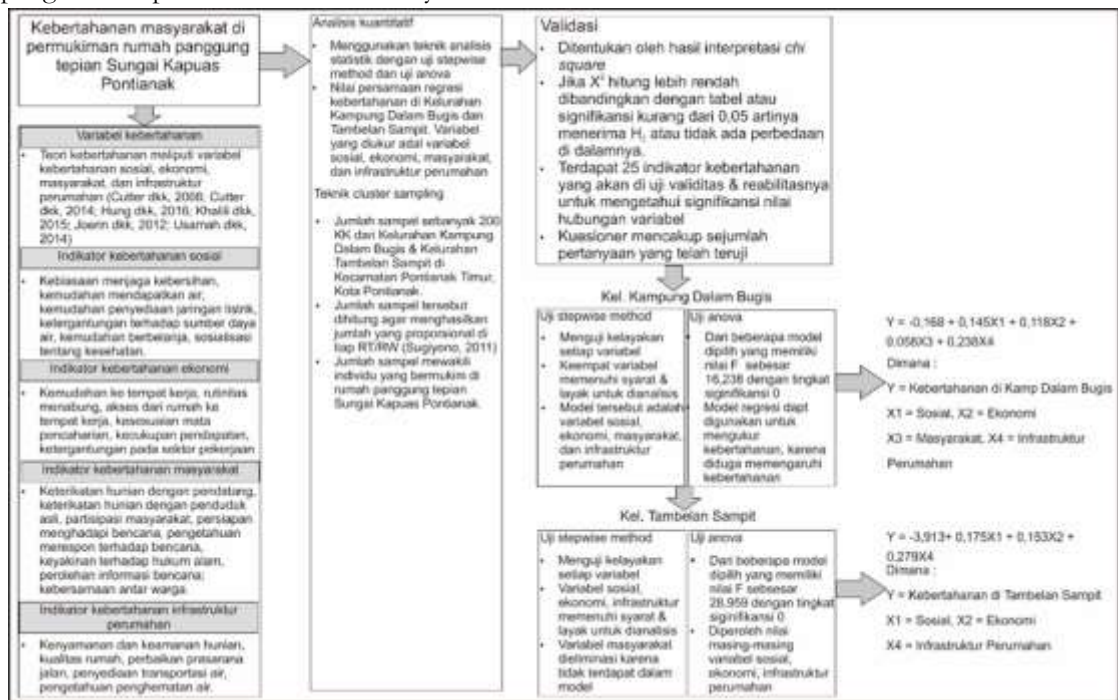 Kebertahanan masyarakat di
permukiman rumah panggung
tepian Sungai Kapuas
Pontianak
Variabel kebertahanan
• Teori kebertahanan meliputi variabel
kebertahanan sosial, ekonomi,
masyarakat, dan infrastruktur
perumahan (Cutter dkk, 2008; Cutter
dkk, 2014; Hung dkk, 2016; Khalili dkk,
2015; Joerin dkk, 2012; Usamah dkk,
2014)
Indikator kebertahanan sosial
• Kebiasaan menjaga kebersihan,
kemudahan mendapatkan air,
kemudahan penyediaan jaringan listrik,
ketergantungan terhadap sumber daya
air, kemudahan berbelanja, sosialisasi
tentang kesehatan.
Indikator kebertahanan ekonomi
• Kemudahan ke tempat kerja, rutinitas
menabung, akses dari rumah ke
tempat kerja, kesesuaian mata
pencaharian, kecukupan pendapatan,
ketergantungan pada sektor pekerjaan
Indikator kebertahanan masyarakat
• Keterikatan hunian dengan pendatang,
keterikatan hunian dengan penduduk
asli, partisipasi masyarakat, persiapan
menghadapi bencana, pengetahuan
merespon terhadap bencana,
keyakinan terhadap hukum alam,
perolehan informasi bencana,
kebersamaan antar warga
Indikator kebertahanan infrastruktur
perumahan
• Kenyamanan dan keamanan hunian,
kualitas rumah, perbaikan prasarana
jalan, penyediaan transportasi air,
pengetahuan penghematan air.
Analisis kuantitatif
• Menggunakan teknik analisis
statistik dengan uji stepwise
method dan uji anova
• Nilai persamaan regresi
kebertahanan di Kelurahan
Kampung Dalam Bugis dan
Tambelan Sampit. Variabel
yang diukur adal variabel
sosial, ekonomi, masyarakat,
dan infrastruktur perumahan
Teknik cluster sampling
• Jumlah sampel sebanyak 200
KK dari Kelurahan Kampung
Dalam Bugis & Kelurahan
Tambelan Sampit di
Kecamatan Pontianak Timur,
Kota Pontianak.
• Jumlah sampel tersebut
dihitung agar menghasilkan
jumlah yang proporsional di
tiap RT/RW (Sugiyono, 2011)
• Jumlah sampel mewakili
individu yang bermukim di
rumah panggung tepian
Sungai Kapuas Pontianak.
Validasi
• Ditentukan oleh hasil interpretasi chi
square
• Jika X² hitung lebih rendah
dibandingkan dengan tabel atau
signifikansi kurang dari 0,05 artinya
menerima H atau tidak ada perbedaan
di dalamnya.
• Terdapat 25 indikator kebertahanan
yang akan di uji validitas & reabilitasnya
untuk mengetahui signifikansi nilai
hubungan variabel
• Kuesioner mencakup sejumlah
pertanyaan yang telah teruji
Kel. Kampung Dalam Bugis
Uji stepwise method
• Menguji kelayakan
setiap variabel
• Keempat variabel
memenuhi syarat &
layak untuk dianalisis
• Model tersebut adalah
variabel sosial,
ekonomi, masyarakat,
dan infrastruktur
perumahan
Uji anova
• Dari beberapa model
dipilih yang memiliki
nilai F sebesar
16,236 dengan tingkat
siginifikansi 0
• Model regresi dapt
digunakan untuk
mengukur
kebertahanan, karena
diduga memengaruhi
kebertahanan
Y = -0,168 + 0,145X1 + 0,118X2 +
0,058X3 + 0,238X4
Dimana :
Y = Kebertahanan di Kamp Dalam Bugis
X1 = Sosial, X2 = Ekonomi
X3 = Masyarakat, X4 = Infrastruktur
Perumahan
Kel. Tambelan Sampit
Uji stepwise method
• Menguji kelayakan
setiap variabel
• Variabel sosial,
ekonomi, infrastruktur
memenuhi syarat &
layak untuk dianalisis
• Variabel masyarakat
dieliminasi karena
tidak terdapat dalam
model
Uji anova
• Dari beberapa model
dipilih yang memiliki
nilai F sebsesar
28,959 dengan tingkat
siginifikansi 0
• Diperoleh nilai
masing-masing
variabel sosial,
ekonomi, infrastruktur
perumahan
Y = -3,913+ 0,175X1 + 0,153X2 +
0,279X4
Dimana :
Y = Kebertahanan di Tambelan Sampit
X1 = Sosial, X2 = Ekonomi
X4 = Infrastruktur Perumahan